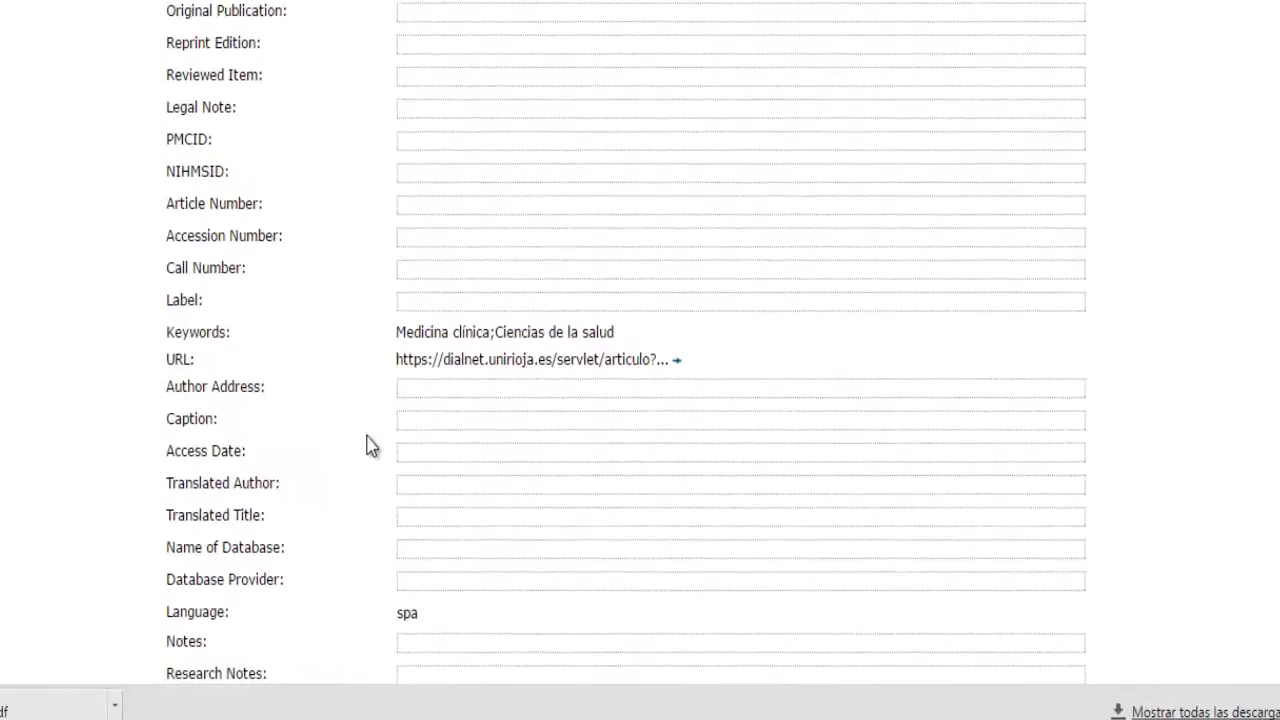 Original Publication:
Reprint Edition:
Reviewed Item:
Legal Note:
PMCID:
NIHMSID:
Article Number:
Accession Number:
Call Number:
Label:
Keywords: Medicina clínica;Ciencias de la salud
URL: https://dialnet.unirioja.es/servlet/articulo?...
Author Address:
Caption:
Access Date:
Translated Author:
Translated Title:
Name of Database:
Database Provider:
Language: spa
Notes:
Research Notes:
df
Mostrar todas las descarga